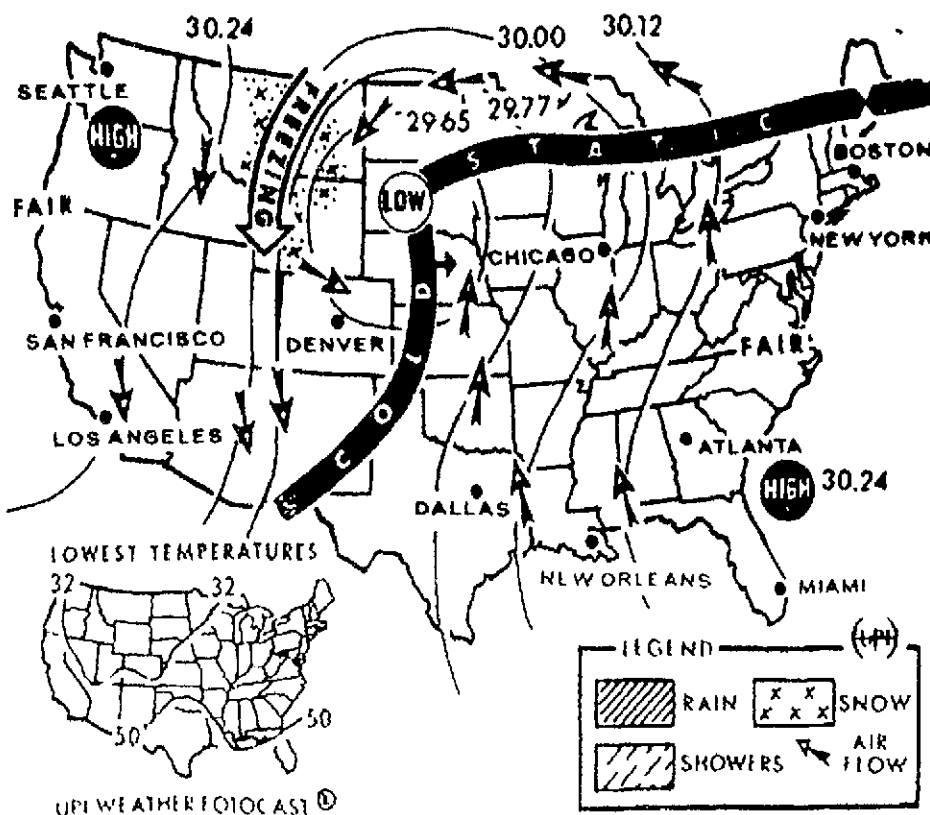 30.24
30.00
30.12
SEATTLE
HIGH
FREEZING
29.65
29.77
STATIC
BOSTON
LOW
FAIR
NEW YORK
CHICAGO
SAN FRANCISCO
DENVER
COLD
FAIR
LOS ANGELES
ATLANTA
HIGH 30.24
DALLAS
LOWEST TEMPERATURES
NEW ORLEANS
MIAMI
32
32
50
50
LEGEND
(UPI)
RAIN
SNOW
SHOWERS
AIR FLOW
UPI WEATHER FOTOCAST ®